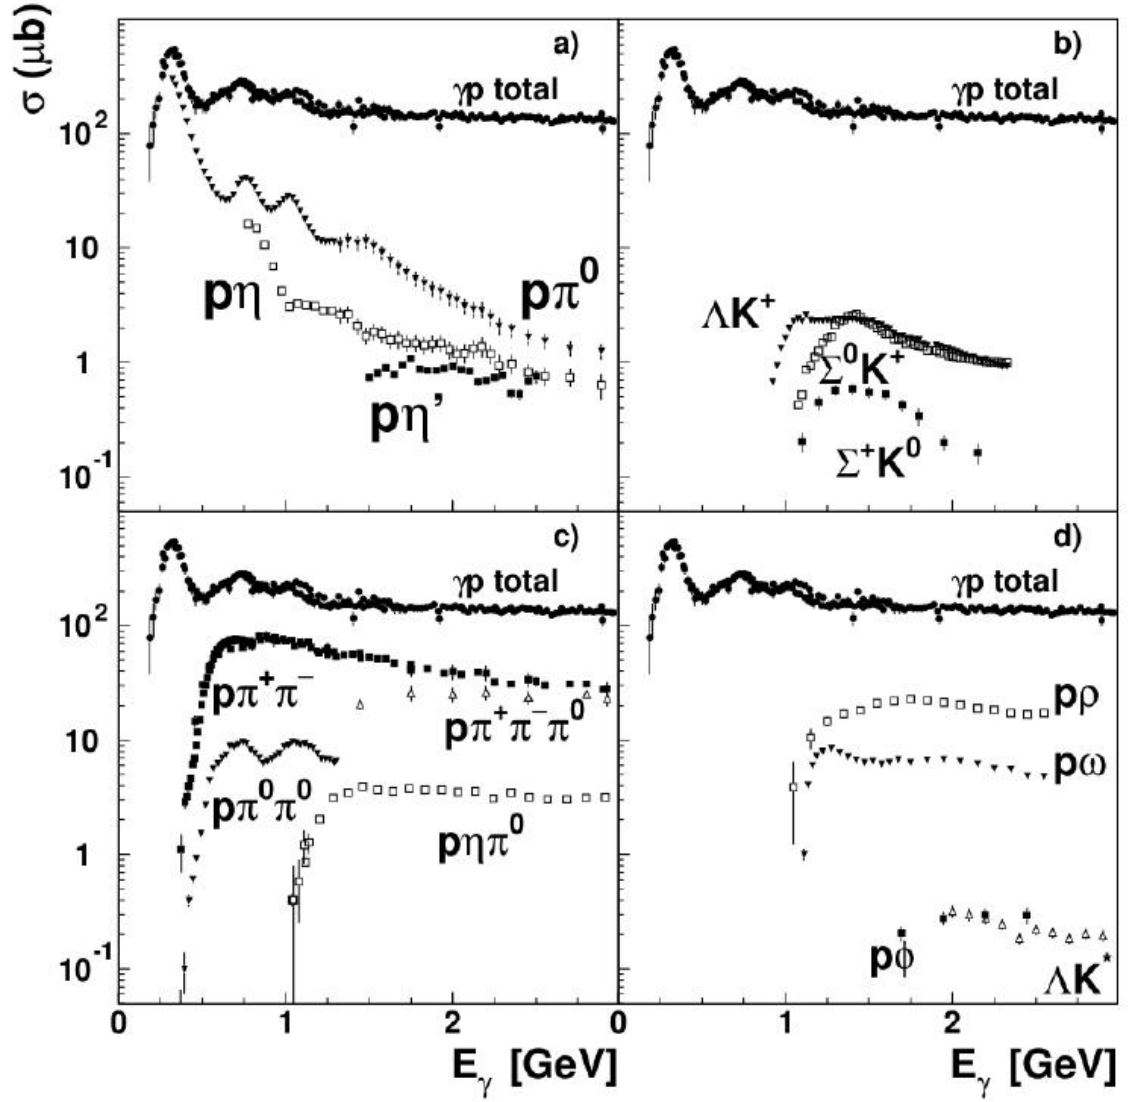 σ (μb)
a)
γp total
10²
10
1
10⁻¹
pη
pπ⁰
pη’
b)
γp total
ΛK⁺
Σ⁰K⁺
Σ⁺K⁰
c)
γp total
10²
10
1
10⁻¹
pπ⁺π⁻
pπ⁺π⁻π⁰
pπ⁰π⁰
pηπ⁰
d)
γp total
pρ
pω
pϕ
ΛK*
0 1 2 0 1 2
Eγ [GeV] Eγ [GeV]